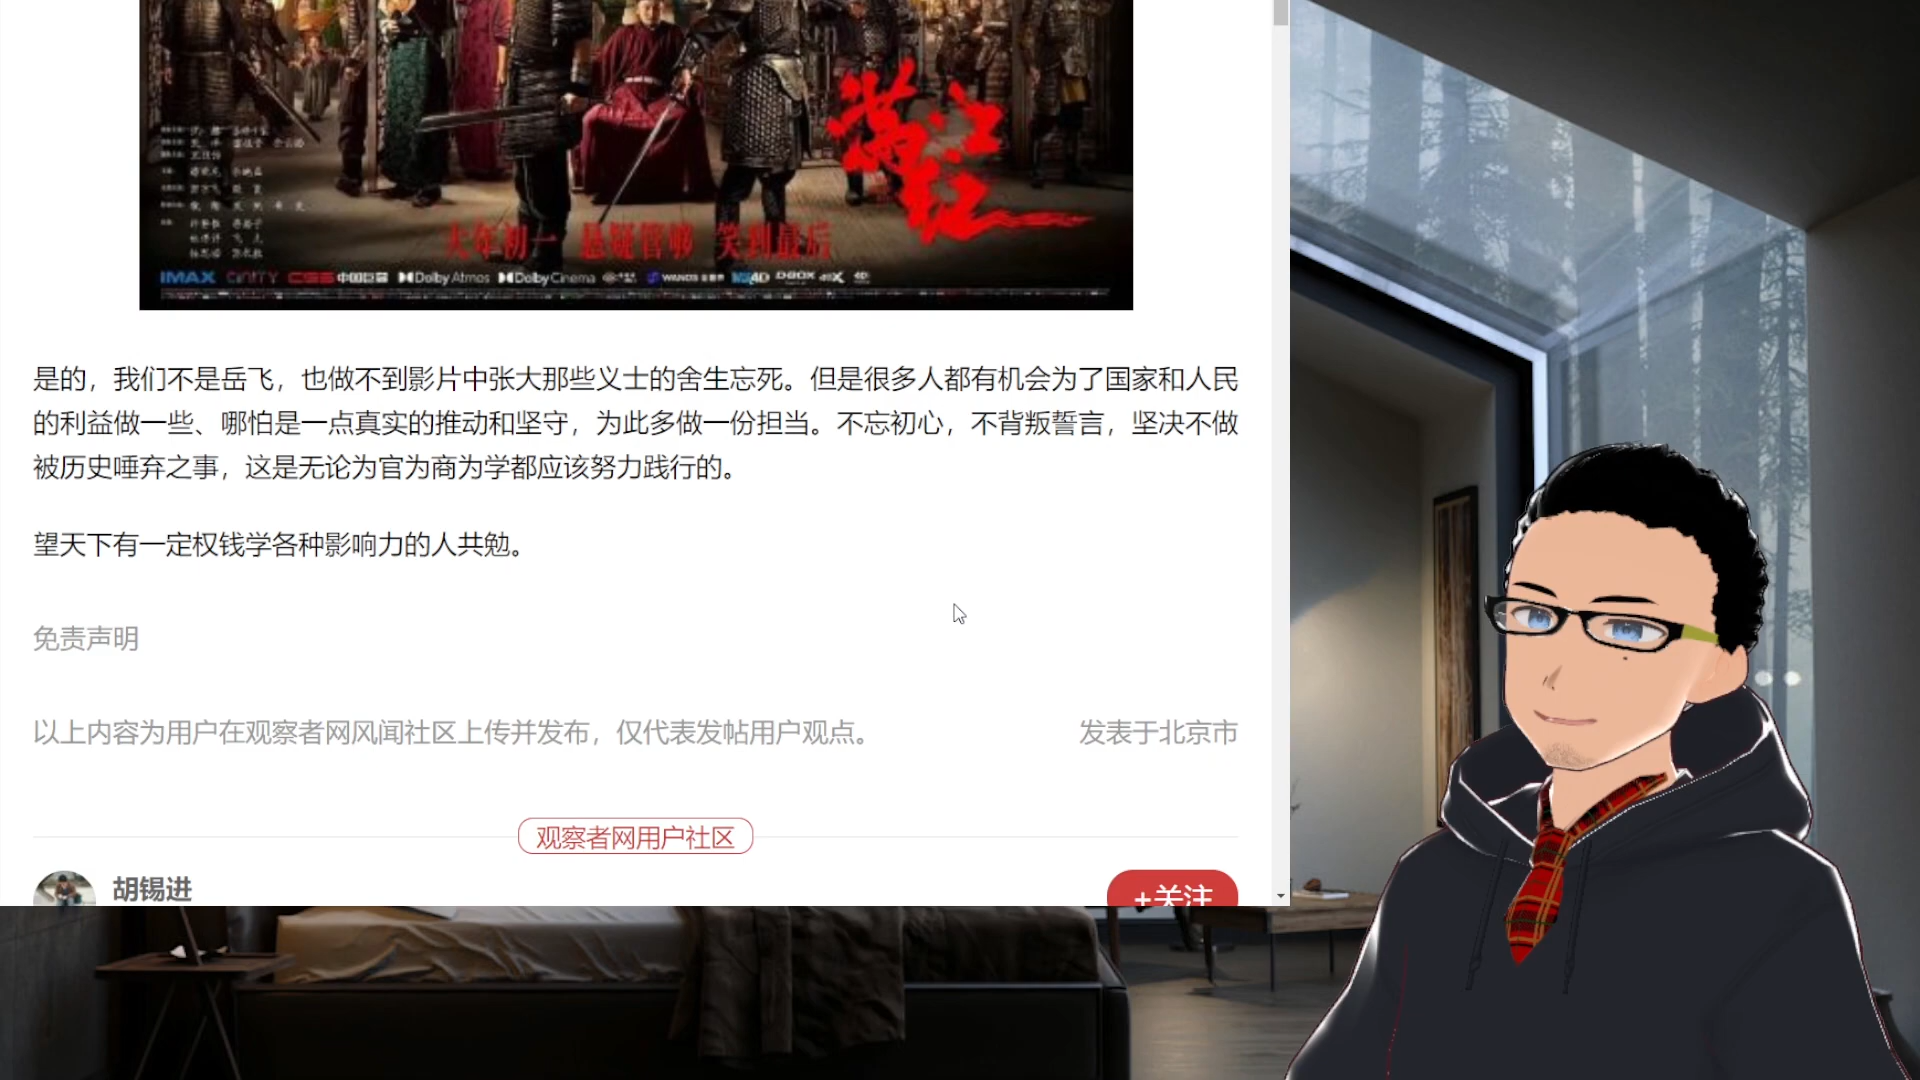 满江红
大年初一 悬疑管够 笑到最后
IMAX CINITY CGS 中国巨幕 Dolby Atmos Dolby Cinema 4DX
是的，我们不是岳飞，也做不到影片中张大那些义士的舍生忘死。但是很多人都有机会为了国家和人民
的利益做一些、哪怕是一点真实的推动和坚守，为此多做一份担当。不忘初心，不背叛誓言，坚决不做
被历史唾弃之事，这是无论为官为商为学都应该努力践行的。
望天下有一定权钱学各种影响力的人共勉。
免责声明
以上内容为用户在观察者网风闻社区上传并发布，仅代表发帖用户观点。 发表于北京市
观察者网用户社区
胡锡进 +关注